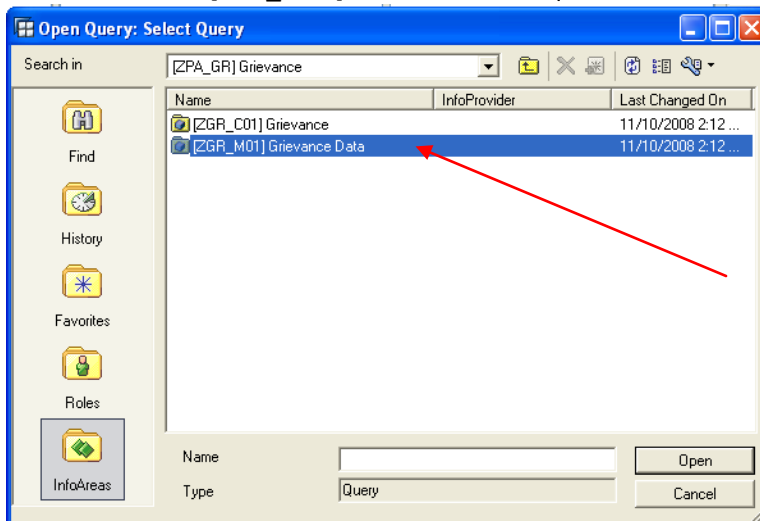 Open Query: Select Query
Search in
[ZPA_GR] Grievance
Name InfoProvider Last Changed On
[ZGR_C01] Grievance 11/10/2008 2:12 ...
[ZGR_M01] Grievance Data 11/10/2008 2:12 ...
Find
History
Favorites
Roles
InfoAreas
Name
Open
Type Query
Cancel